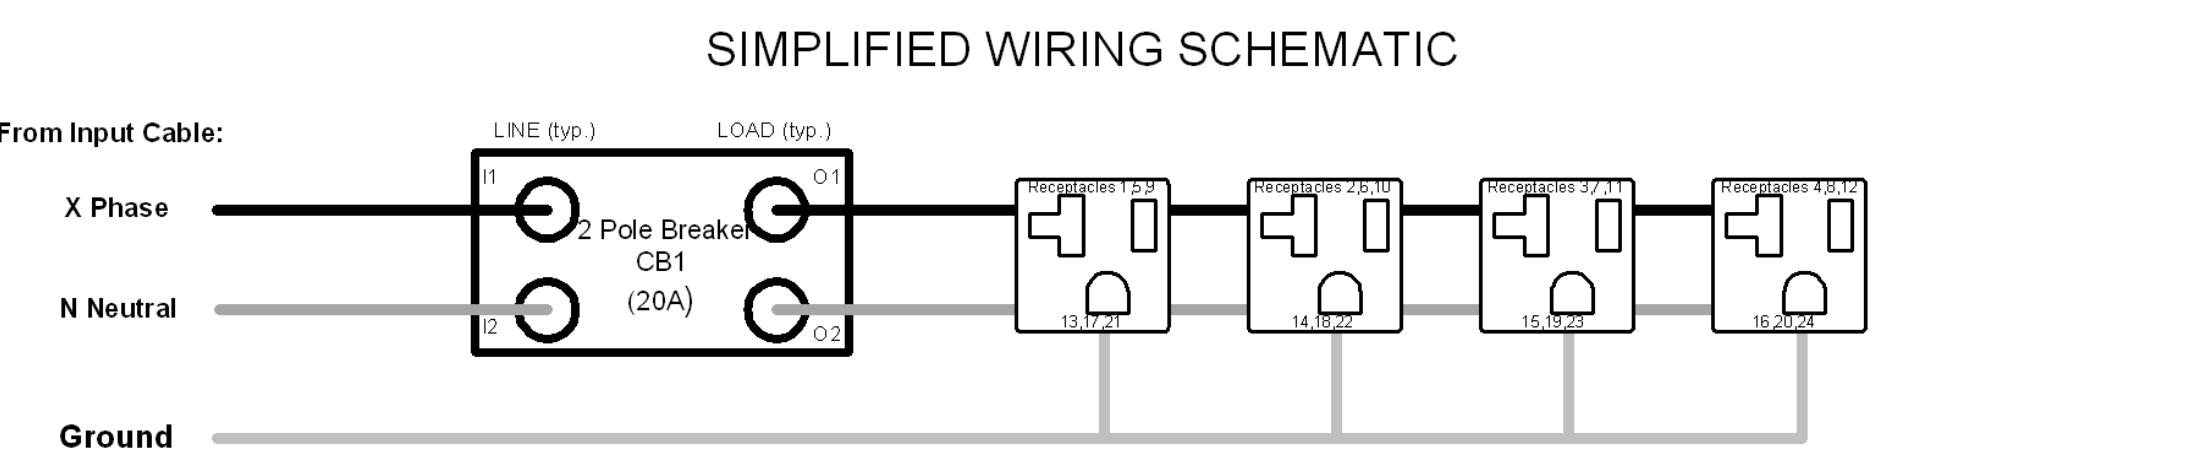 SIMPLIFIED WIRING SCHEMATIC
From Input Cable:
LINE (typ.)
LOAD (typ.)
X Phase
I1
O1
2 Pole Breaker
CB1
(20A)
N Neutral
I2
O2
Receptacles 1,5,9
13,17,21
Receptacles 2,6,10
14,18,22
Receptacles 3,7,11
15,19,23
Receptacles 4,8,12
16,20,24
Ground